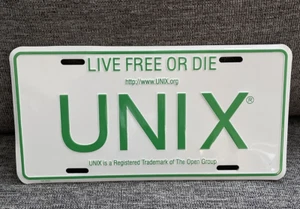 LIVE FREE OR DIE
http://www.UNIX.org
UNIX®
UNIX is a Registered Trademark of The Open Group